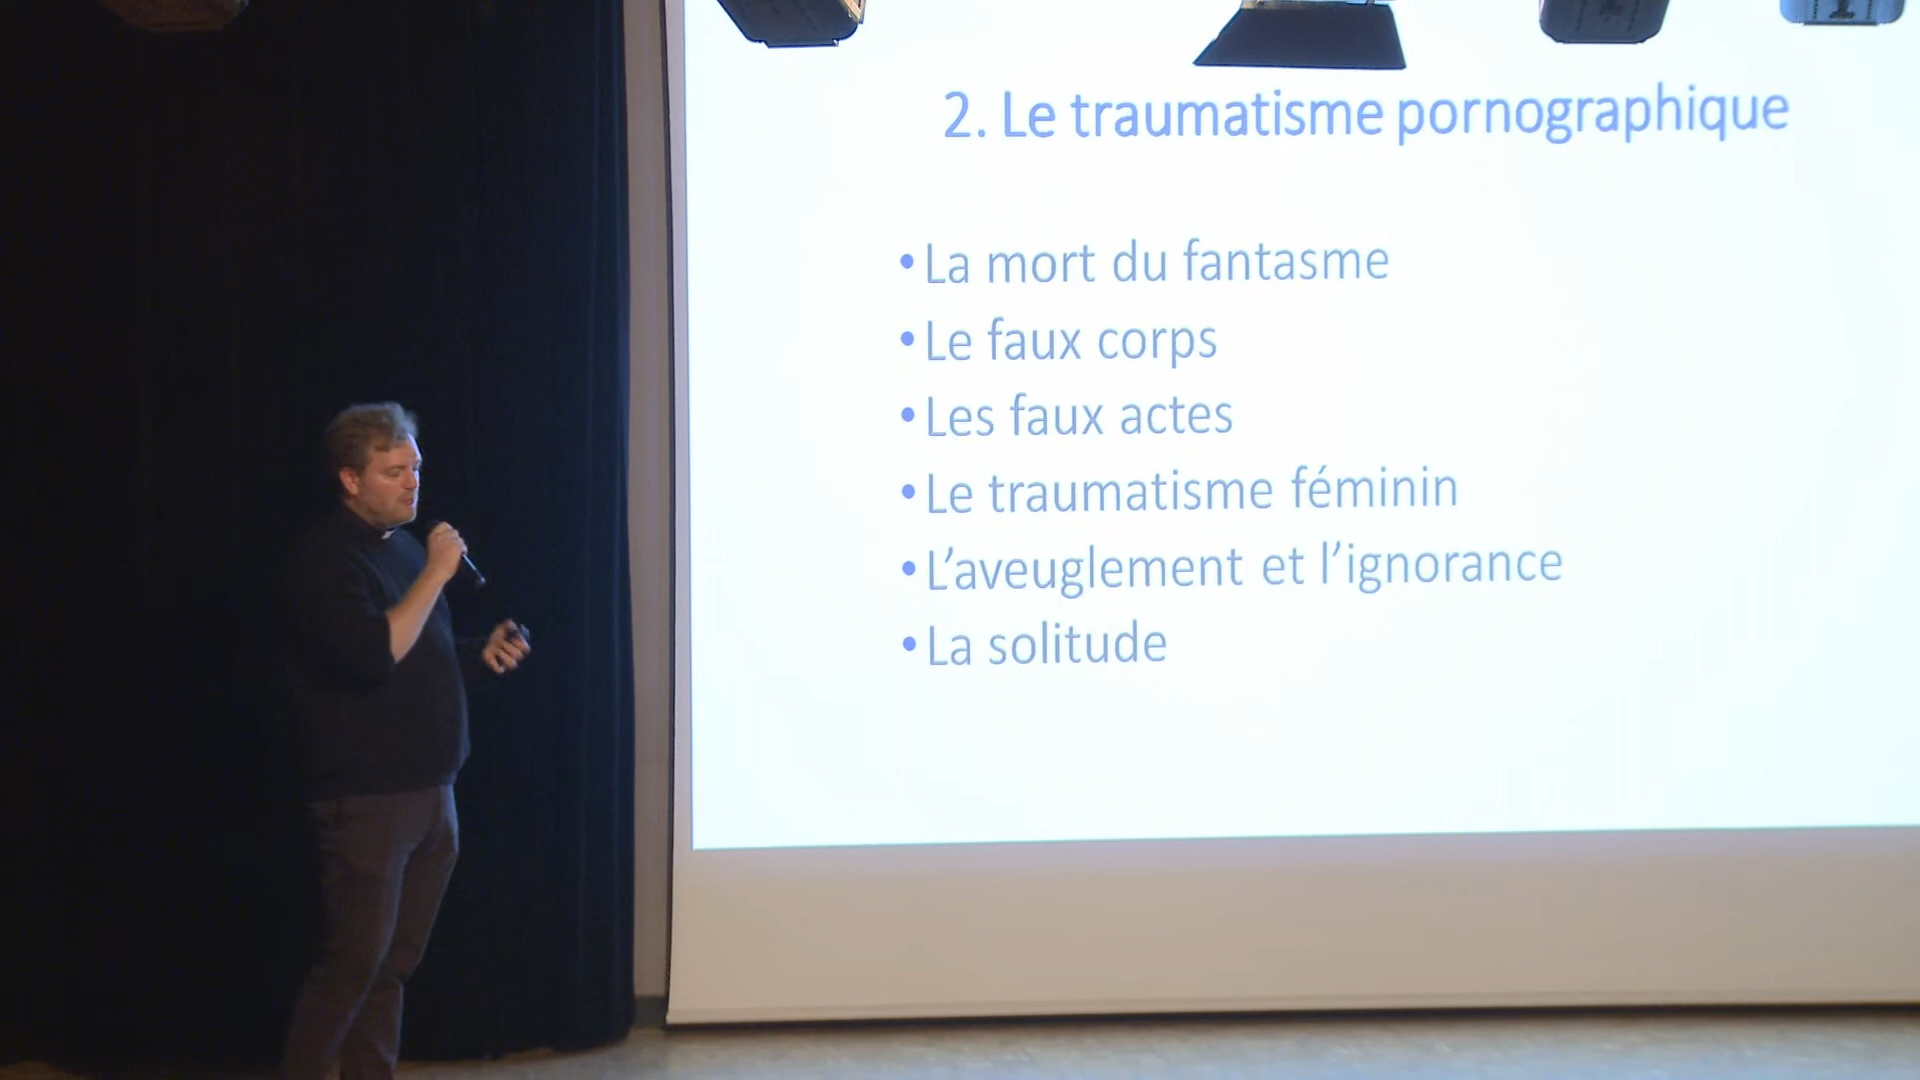 2. Le traumatisme pornographique
• La mort du fantasme
• Le faux corps
• Les faux actes
• Le traumatisme féminin
• L’aveuglement et l’ignorance
• La solitude